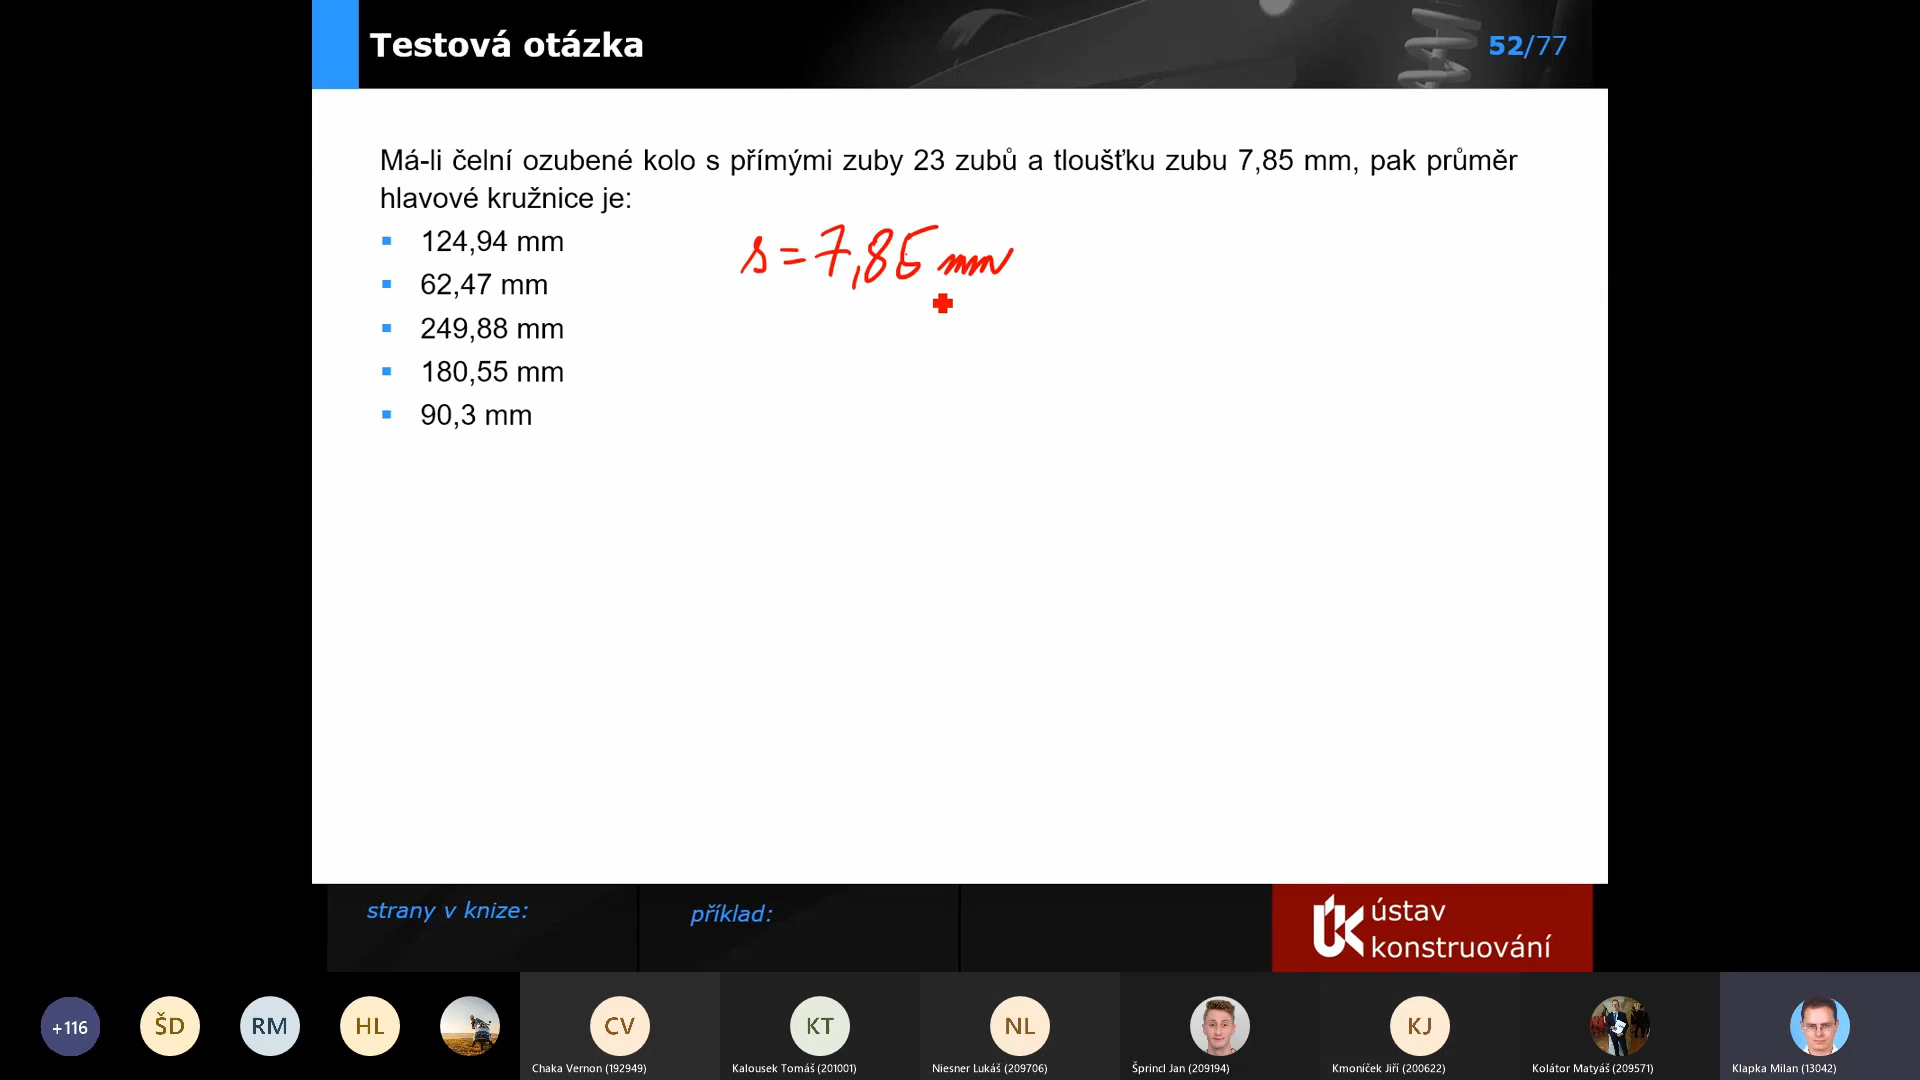 Testová otázka
52/77
Má-li čelní ozubené kolo s přímými zuby 23 zubů a tloušťku zubu 7,85 mm, pak průměr
hlavové kružnice je:
124,94 mm
62,47 mm
249,88 mm
180,55 mm
90,3 mm
s = 7,85 mm
strany v knize:
příklad:
ústav
konstruování
+116
ŠD
RM
HL
CV
KT
NL
KJ
Chaka Vernon (192949)
Kalousek Tomáš (201001)
Niesner Lukáš (209706)
Šprincl Jan (209194)
Kmoníček Jiří (200622)
Kolátor Matyáš (209571)
Klapka Milan (13042)